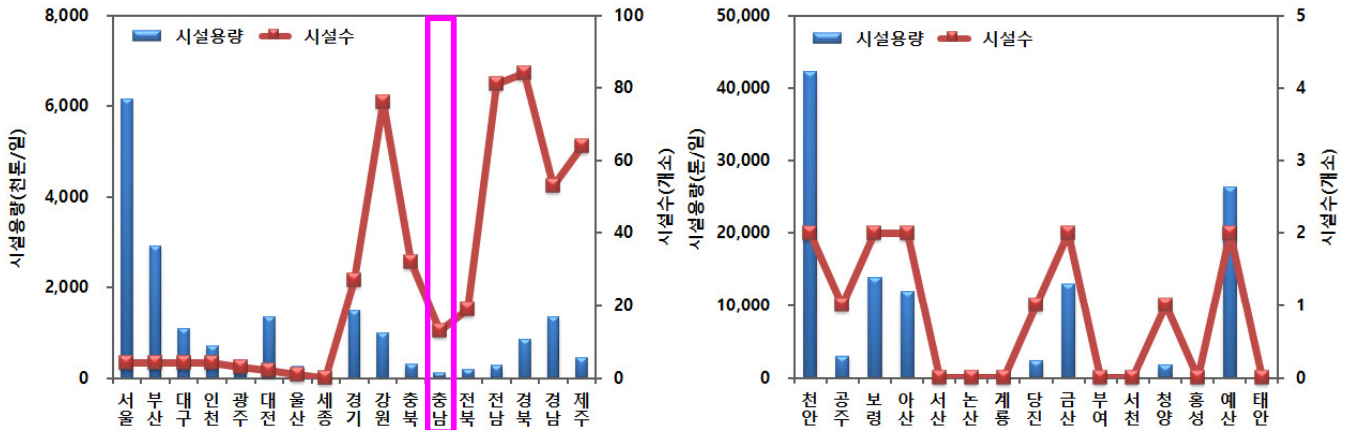 8,000
6,000
4,000
2,000
0
시설용량(천톤/일)
시설용량
시설수
100
80
60
40
20
0
시설수(개소)
서울
부산
대구
인천
광주
대전
울산
세종
경기
강원
충북
충남
전북
전남
경북
경남
제주
50,000
40,000
30,000
20,000
10,000
0
시설용량(톤/일)
시설용량
시설수
5
4
3
2
1
0
시설수(개소)
천안
공주
보령
아산
서산
논산
계룡
당진
금산
부여
서천
청양
홍성
예산
태안